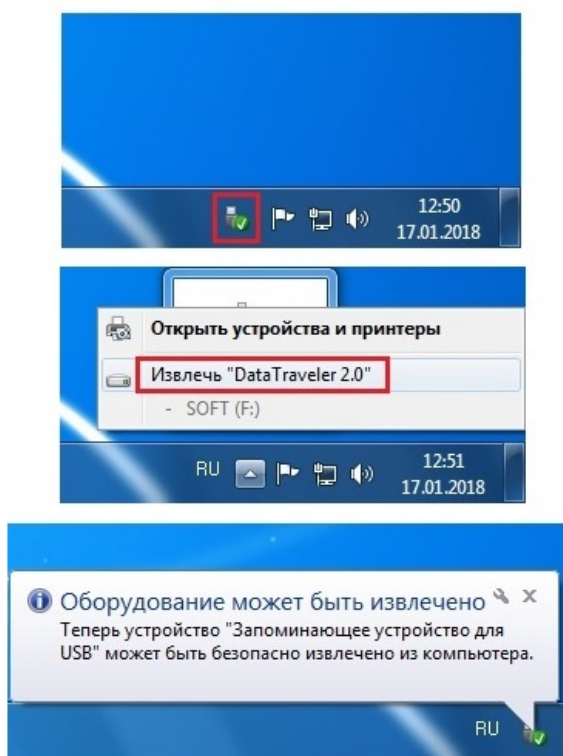 12:50
17.01.2018
Открыть устройства и принтеры
Извлечь "DataTraveler 2.0"
- SOFT (F:)
RU
12:51
17.01.2018
Оборудование может быть извлечено
Теперь устройство "Запоминающее устройство для
USB" может быть безопасно извлечено из компьютера.
RU